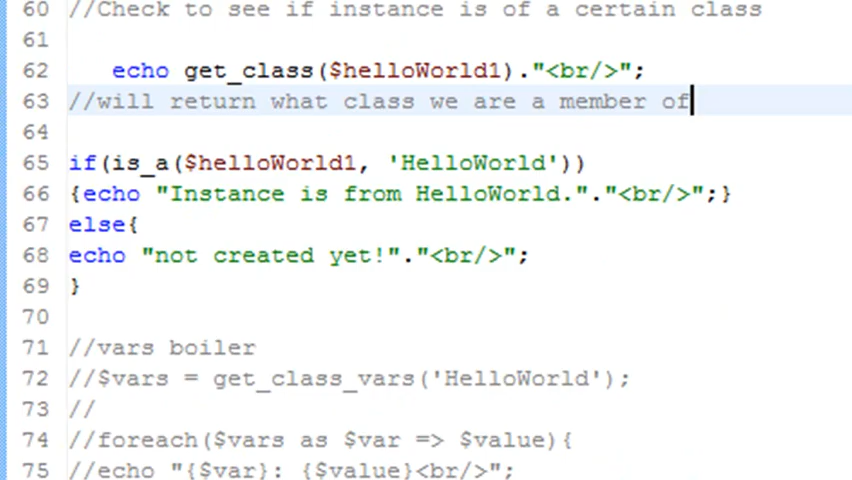 60 //Check to see if instance is of a certain class
61
62 echo get_class($helloWorld1)."<br/>";
63 //will return what class we are a member of
64
65 if(is_a($helloWorld1, 'HelloWorld'))
66 {echo "Instance is from HelloWorld."."<br/>";}
67 else{
68 echo "not created yet!"."<br/>";
69 }
70
71 //vars boiler
72 //$vars = get_class_vars('HelloWorld');
73 //
74 //foreach($vars as $var => $value){
75 //echo "{$var}: {$value}<br/>";